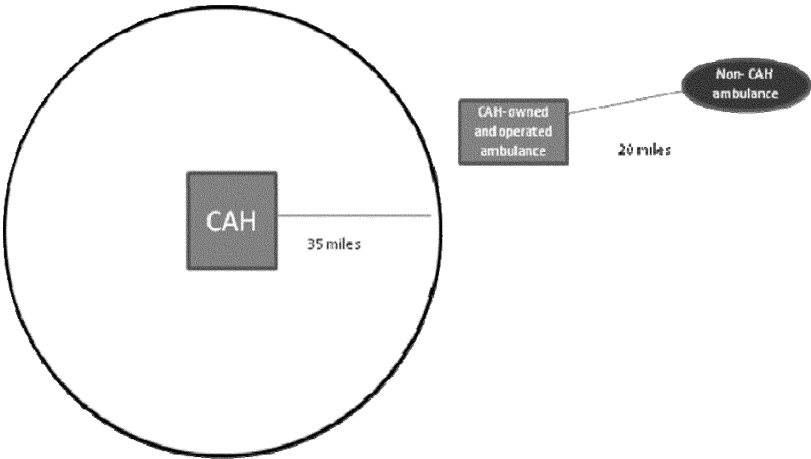 Non- CAH
ambulance
CAH-owned
and operated
ambulance
20 miles
CAH
35 miles